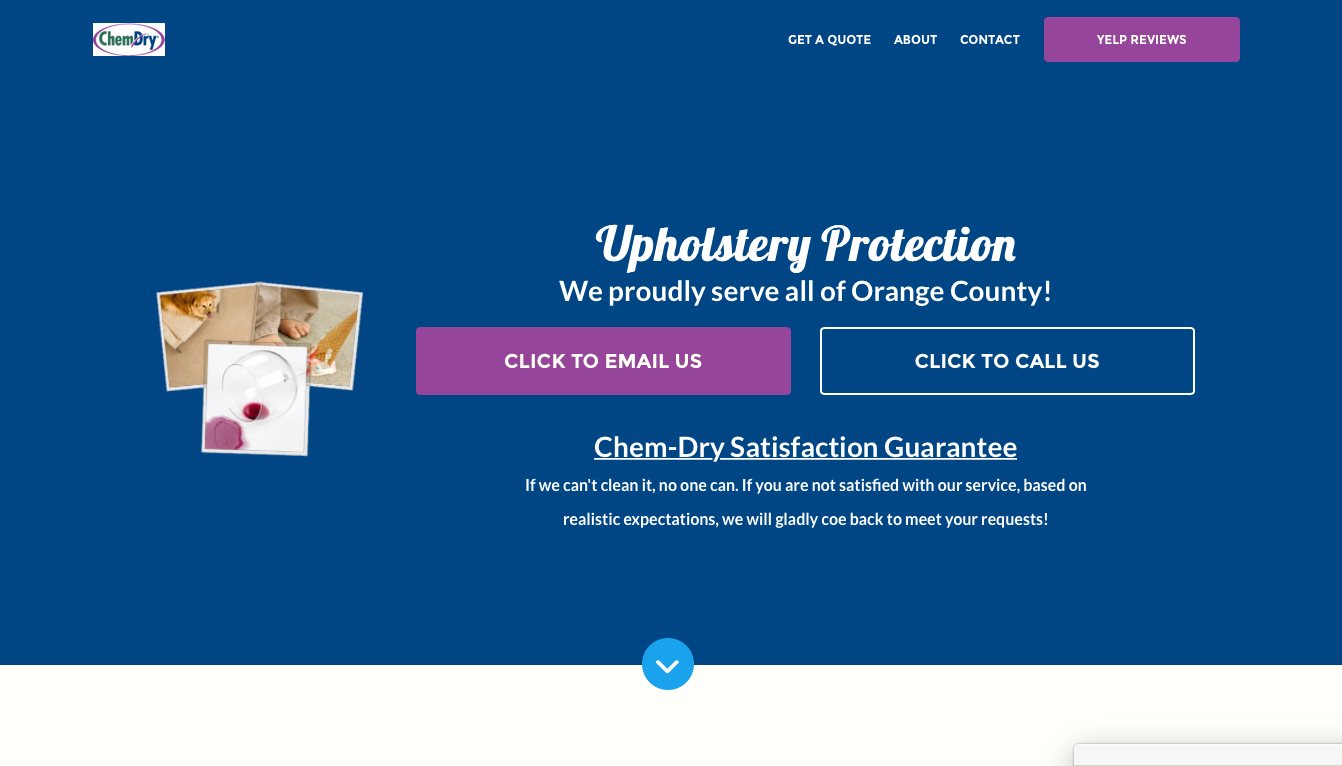 ChemDry
GET A QUOTE
ABOUT
CONTACT
YELP REVIEWS
Upholstery Protection
We proudly serve all of Orange County!
CLICK TO EMAIL US
CLICK TO CALL US
Chem-Dry Satisfaction Guarantee
If we can't clean it, no one can. If you are not satisfied with our service, based on
realistic expectations, we will gladly coe back to meet your requests!